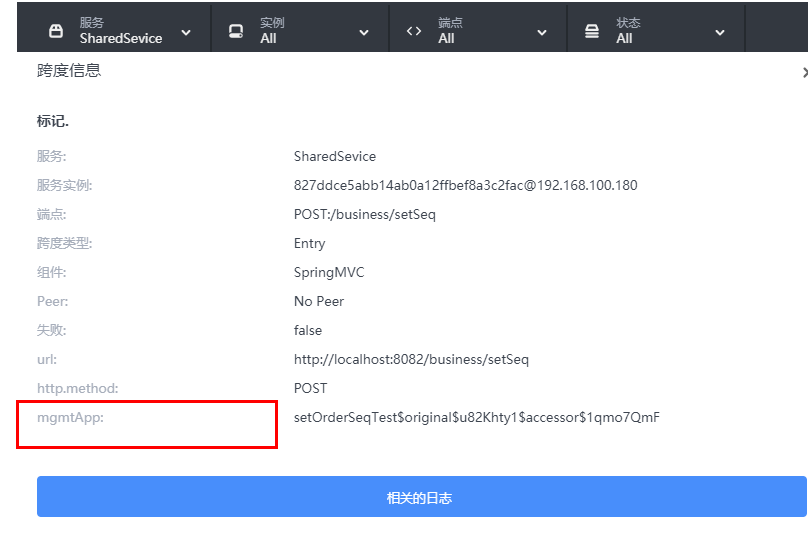 服务 实例 端点 状态
SharedSevice All All All
跨度信息
标记.
服务: SharedSevice
服务实例: 827ddce5abb14ab0a12ffbef8a3c2fac@192.168.100.180
端点: POST:/business/setSeq
跨度类型: Entry
组件: SpringMVC
Peer: No Peer
失败: false
url: http://localhost:8082/business/setSeq
http.method: POST
mgmtApp: setOrderSeqTest$original$u82Khty1$accessor$1qmo7QmF
相关的日志